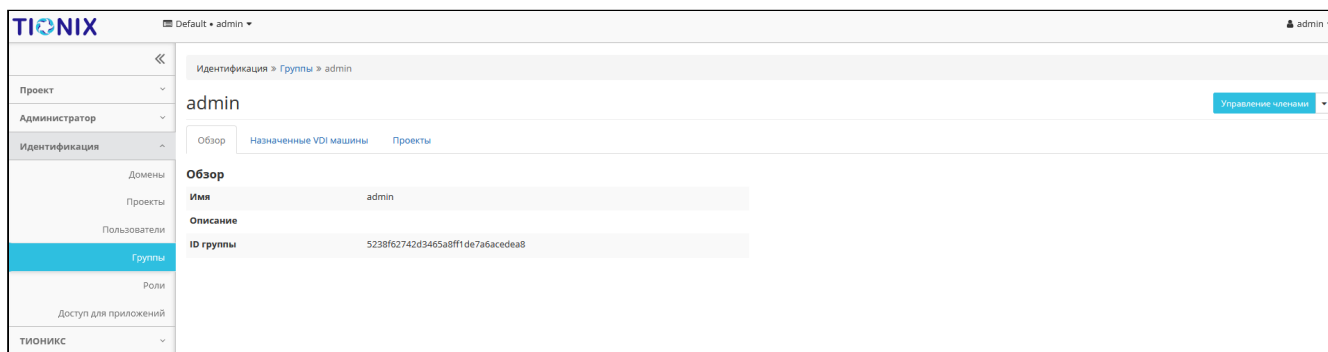 TIONIX
Default • admin
admin
Идентификация » Группы » admin
Проект
Администратор
Идентификация
Домены
Проекты
Пользователи
Группы
Роли
Доступ для приложений
ТИОНИКС
admin
Управление членами
Обзор Назначенные VDI машины Проекты
Обзор
Имя admin
Описание
ID группы 5238f62742d3465a8ff1de7a6acedea8